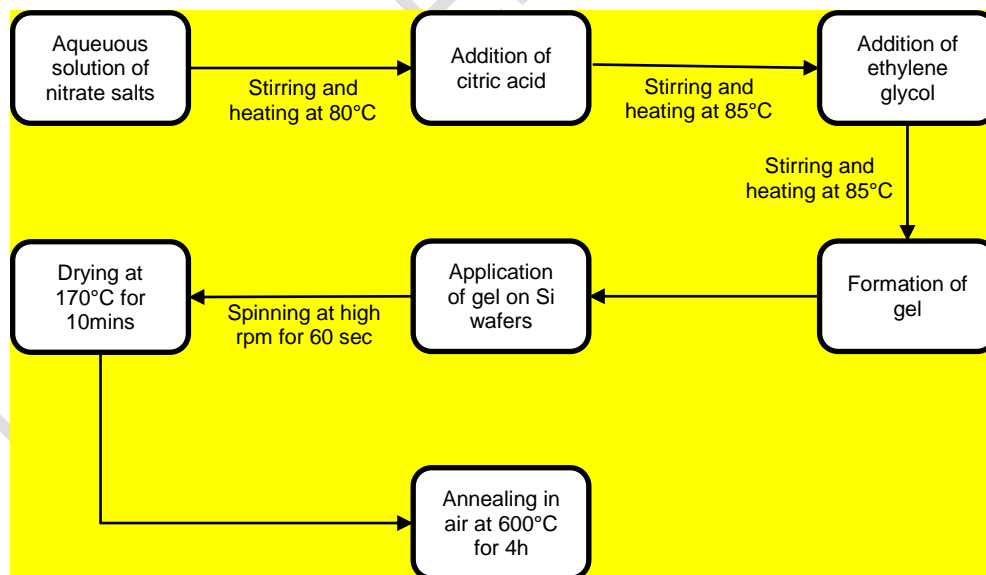 Aqueuous
solution of
nitrate salts
Stirring and
heating at 80°C
Addition of
citric acid
Stirring and
heating at 85°C
Addition of
ethylene
glycol
Stirring and
heating at 85°C
Formation of
gel
Application
of gel on Si
wafers
Spinning at high
rpm for 60 sec
Drying at
170°C for
10mins
Annealing in
air at 600°C
for 4h